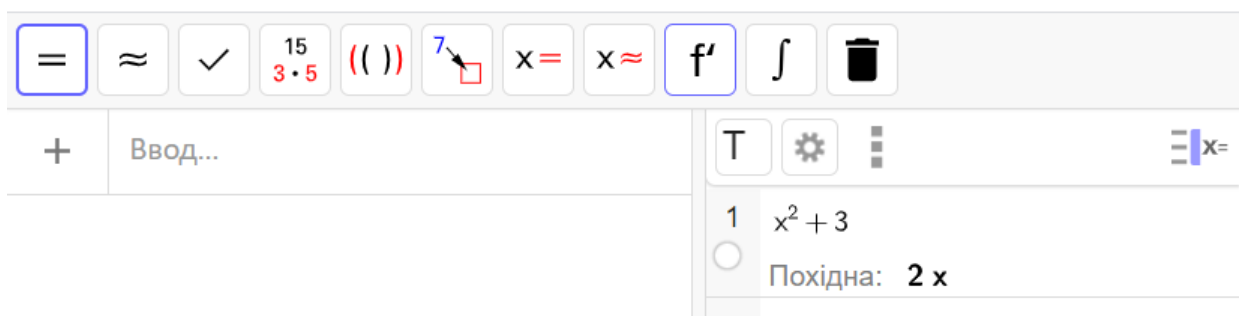 = ≈ ✓ 15 3 · 5 (( )) 7 x= x≈ f′ ∫
+ Ввод...
T x=
1 x² + 3
Похідна: 2 x